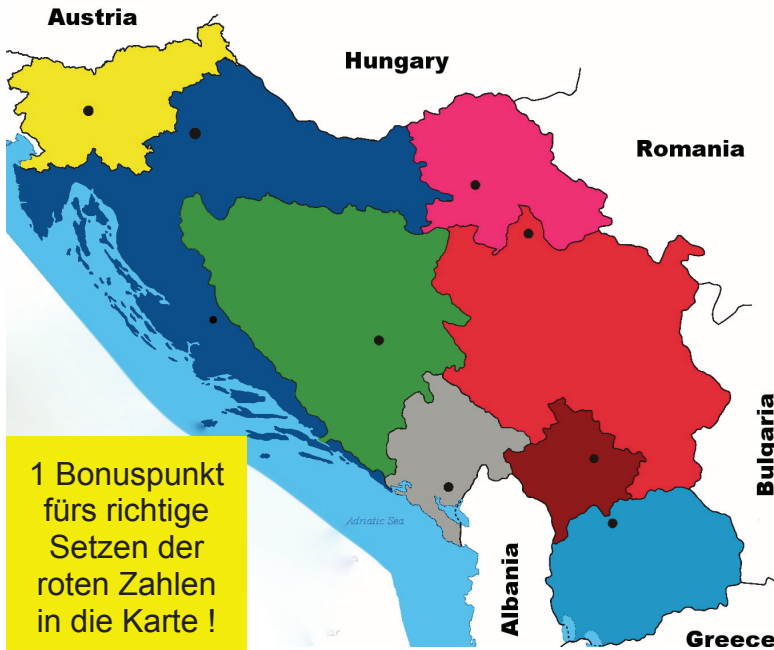 Austria
Hungary
Romania
Bulgaria
1 Bonuspunkt
fürs richtige
Setzen der
roten Zahlen
in die Karte !
Adriatic Sea
Albania
Greece